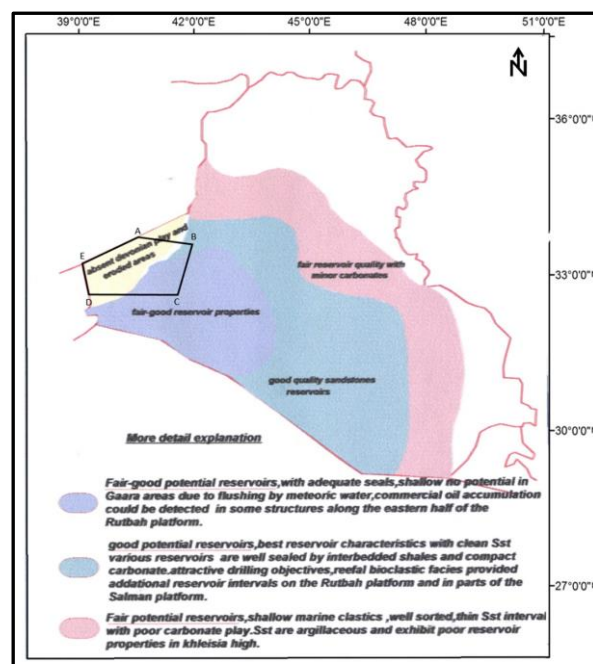 39°0'0"E 42°0'0"E 45°0'0"E 48°0'0"E 51°0'0"E
N
36°0'0"
A
B
E
absent devonian play and
eroded areas
fair reservoir quality with
minor carbonates
33°0'0"
D
C
fair-good reservoir properties
good quality sandstones
reservoirs
30°0'0"
More detail explanation
Fair-good potential reservoirs,with adequate seals,shallow no potential in
Gaara areas due to flushing by meteoric water,commercial oil accumulation
could be detected in some structures along the eastern half of the
Rutbah platform.
good potential reservoirs,best reservoir characteristics with clean Sst
various reservoirs are well sealed by interbedded shales and compact
carbonate.attractive drilling objectives,reefal bioclastic facies provided
addational reservoir intervals on the Rutbah platform and in parts of the
Salman platform.
27°0'0"
Fair potential reservoirs,shallow marine clastics ,well sorted,thin Sst interval
with poor carbonate play.Sst are argillaceous and exhibit poor reservoir
properties in khleisia high.